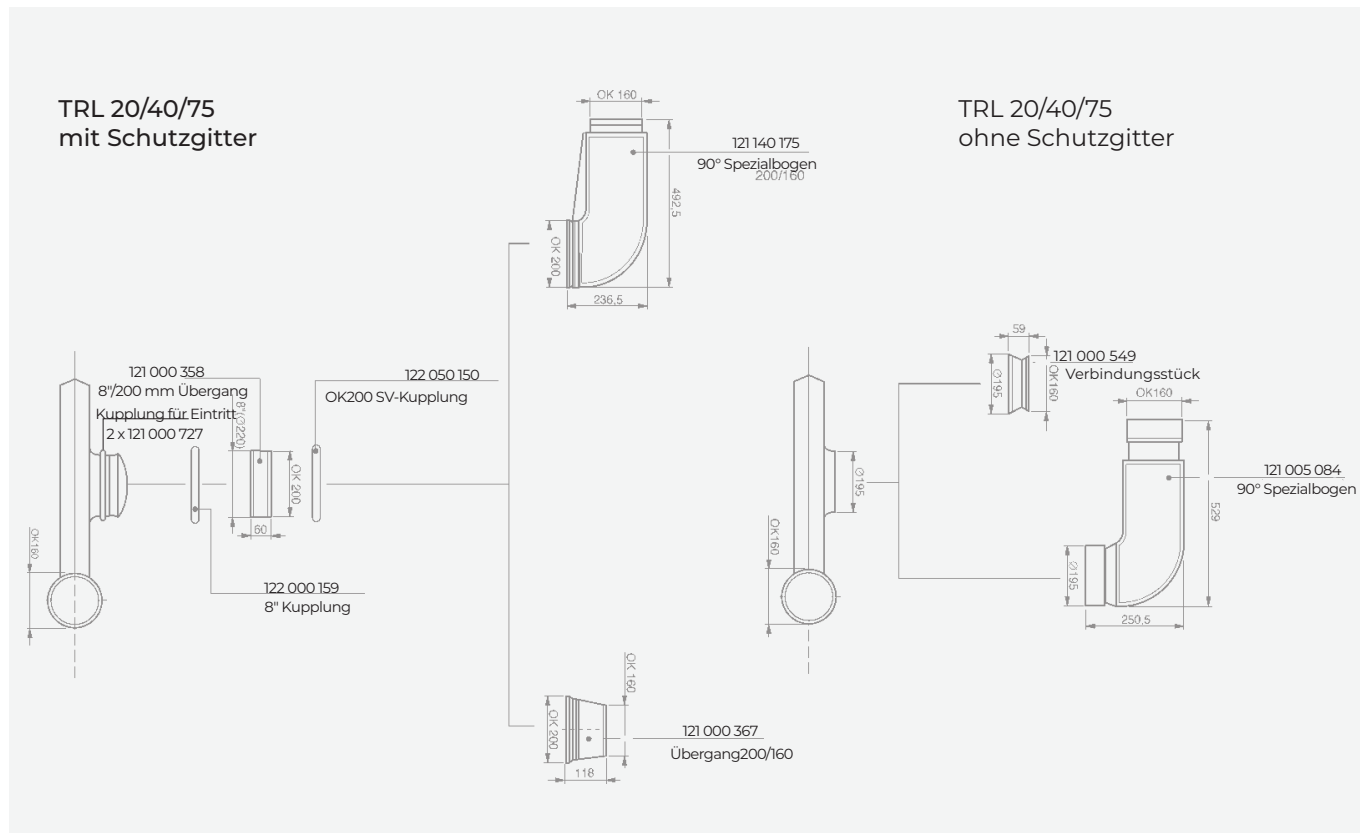 TRL 20/40/75
mit Schutzgitter
OK 160
121 140 175
90° Spezialbogen
200/160
492,5
OK 200
236,5
121 000 358
8"/200 mm Übergang
Kupplung für Eintritt
2 x 121 000 727
8"(∅220)
OK 200
60
122 050 150
OK200 SV-Kupplung
OK160
122 000 159
8" Kupplung
OK 160
OK 200
118
121 000 367
Übergang200/160
TRL 20/40/75
ohne Schutzgitter
59
∅195
OK160
121 000 549
Verbindungsstück
OK160
∅195
OK160
121 005 084
90° Spezialbogen
529
∅195
250,5